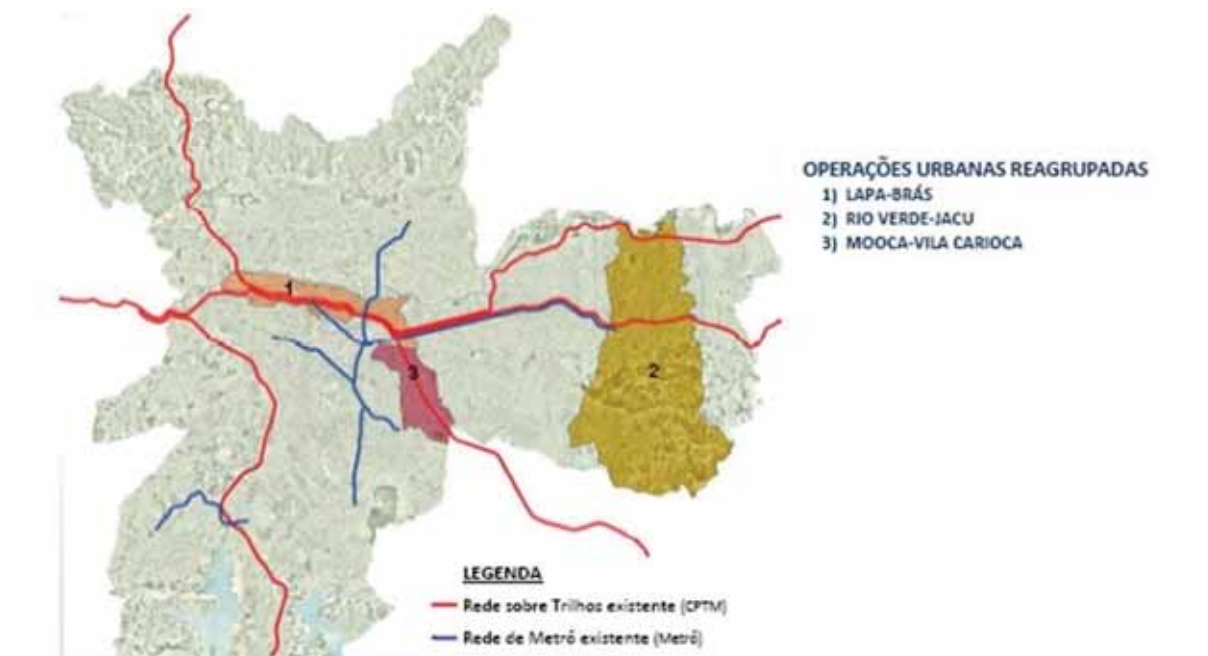 OPERAÇÕES URBANAS REAGRUPADAS
1) LAPA-BRÁS
2) RIO VERDE-JACU
3) MOOCA-VILA CARIOCA
1
2
3
LEGENDA
Rede sobre Trilhos existente (CPTM)
Rede de Metrô existente (Metrô)